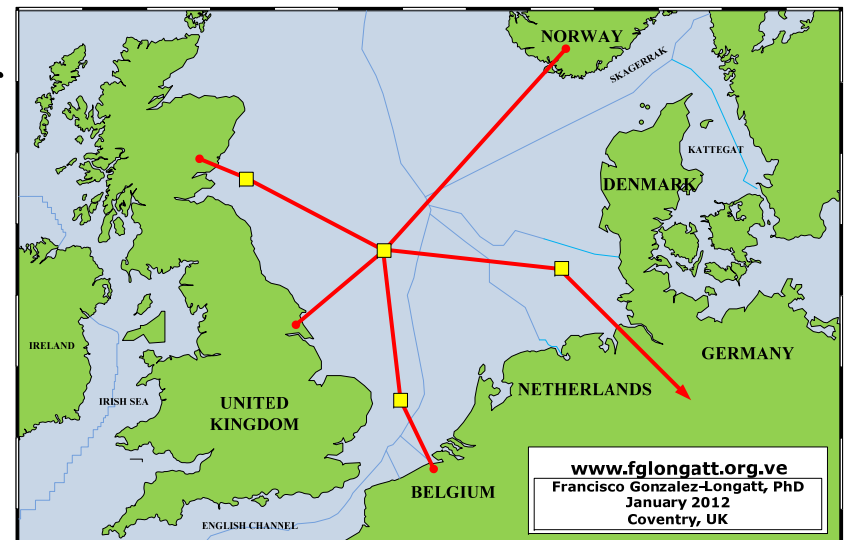 NORWAY
SKAGERRAK
KATTEGAT
DENMARK
IRELAND
GERMANY
IRISH SEA
NETHERLANDS
UNITED
KINGDOM
BELGIUM
ENGLISH CHANNEL
www.fglongatt.org.ve
Francisco Gonzalez-Longatt, PhD
January 2012
Coventry, UK